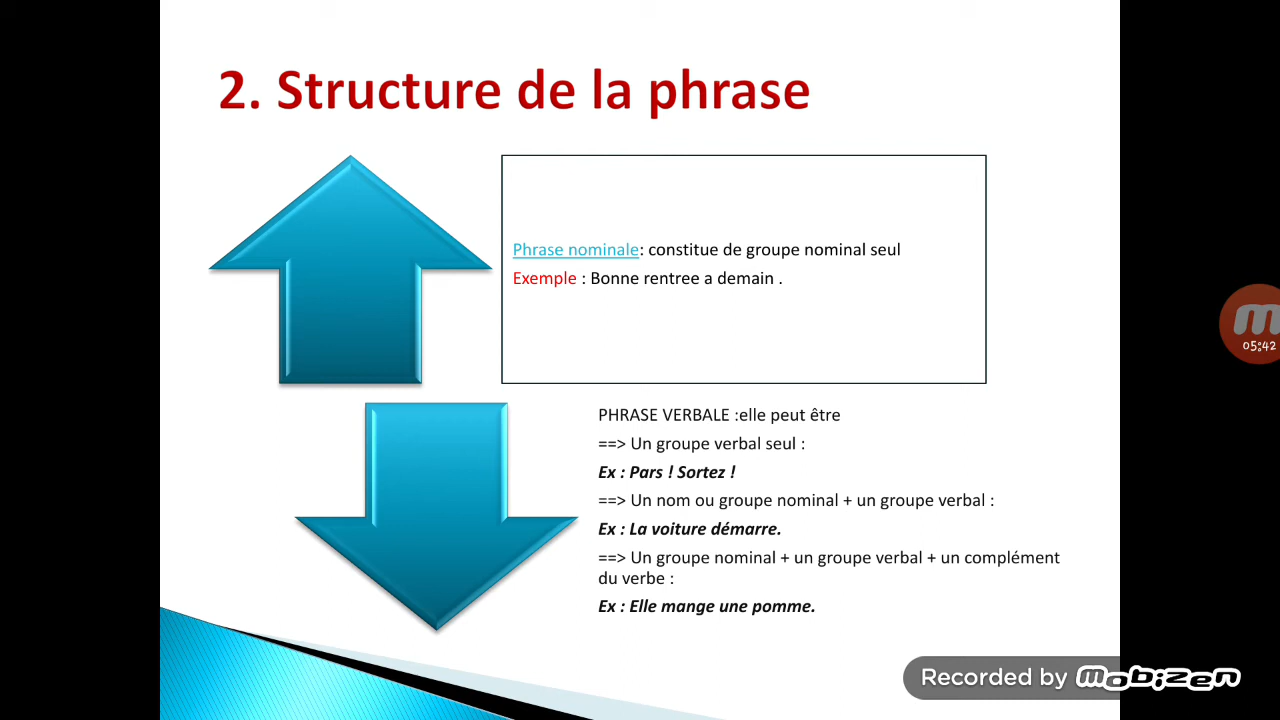 2. Structure de la phrase
Phrase nominale: constitue de groupe nominal seul
Exemple : Bonne rentree a demain .
PHRASE VERBALE :elle peut être
==> Un groupe verbal seul :
Ex : Pars ! Sortez !
==> Un nom ou groupe nominal + un groupe verbal :
Ex : La voiture démarre.
==> Un groupe nominal + un groupe verbal + un complément
du verbe :
Ex : Elle mange une pomme.
05:42
Recorded by mobizen